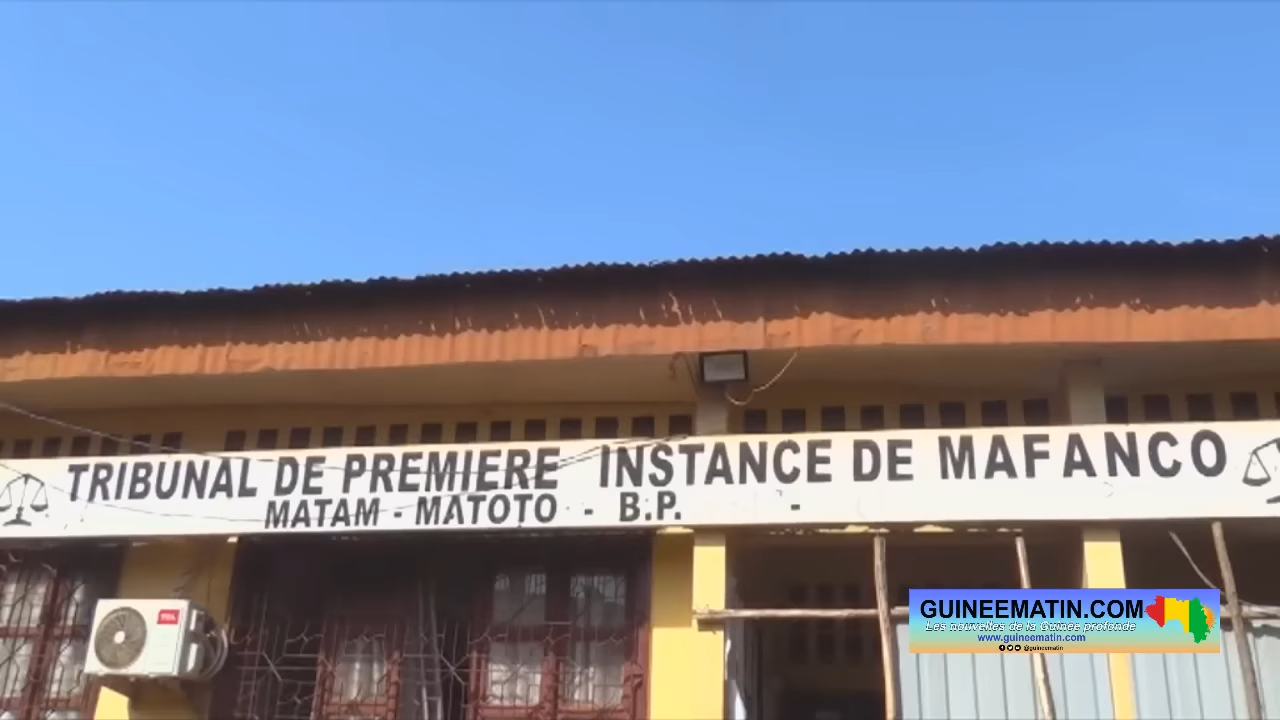 TRIBUNAL DE PREMIERE INSTANCE DE MAFANCO
MATAM - MATOTO - B.P. -
TCL
GUINEEMATIN.COM
Les nouvelles de la Guinée profonde
www.guineematin.com
@guineematin